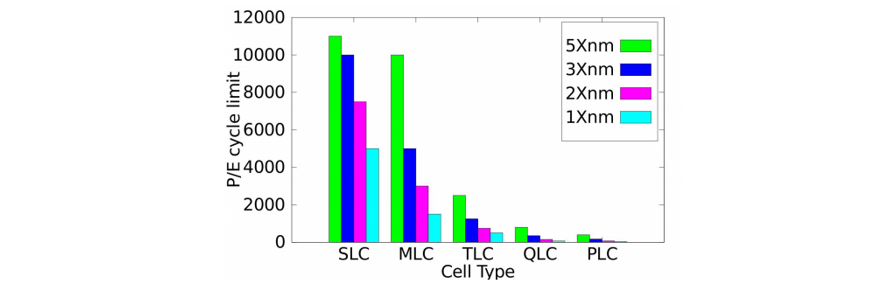 12000
10000
8000
6000
4000
2000
0
P/E cycle limit
5Xnm
3Xnm
2Xnm
1Xnm
SLC MLC TLC QLC PLC
Cell Type